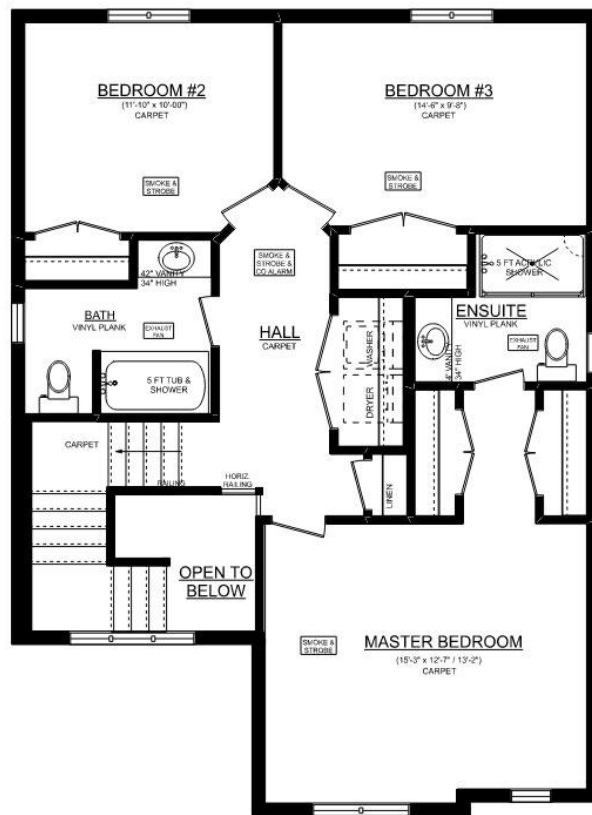 BEDROOM #2
(11'-10" x 10'-00")
CARPET
BEDROOM #3
(14'-6" x 9'-8")
CARPET
SMOKE &
STROBE
SMOKE &
STROBE
SMOKE &
STROBE &
CO ALARM
42" VANITY
34" HIGH
5 FT ACRYLIC
SHOWER
BATH
VINYL PLANK
EXHAUST
FAN
HALL
CARPET
WASHER
DRYER
ENSUITE
VINYL PLANK
VANITY
34" HIGH
EXHAUST
FAN
5 FT TUB &
SHOWER
CARPET
RAILING
HORIZ.
RAILING
LINEN
OPEN TO
BELOW
SMOKE &
STROBE
MASTER BEDROOM
(15'-3" x 12'-7" / 13'-2")
CARPET